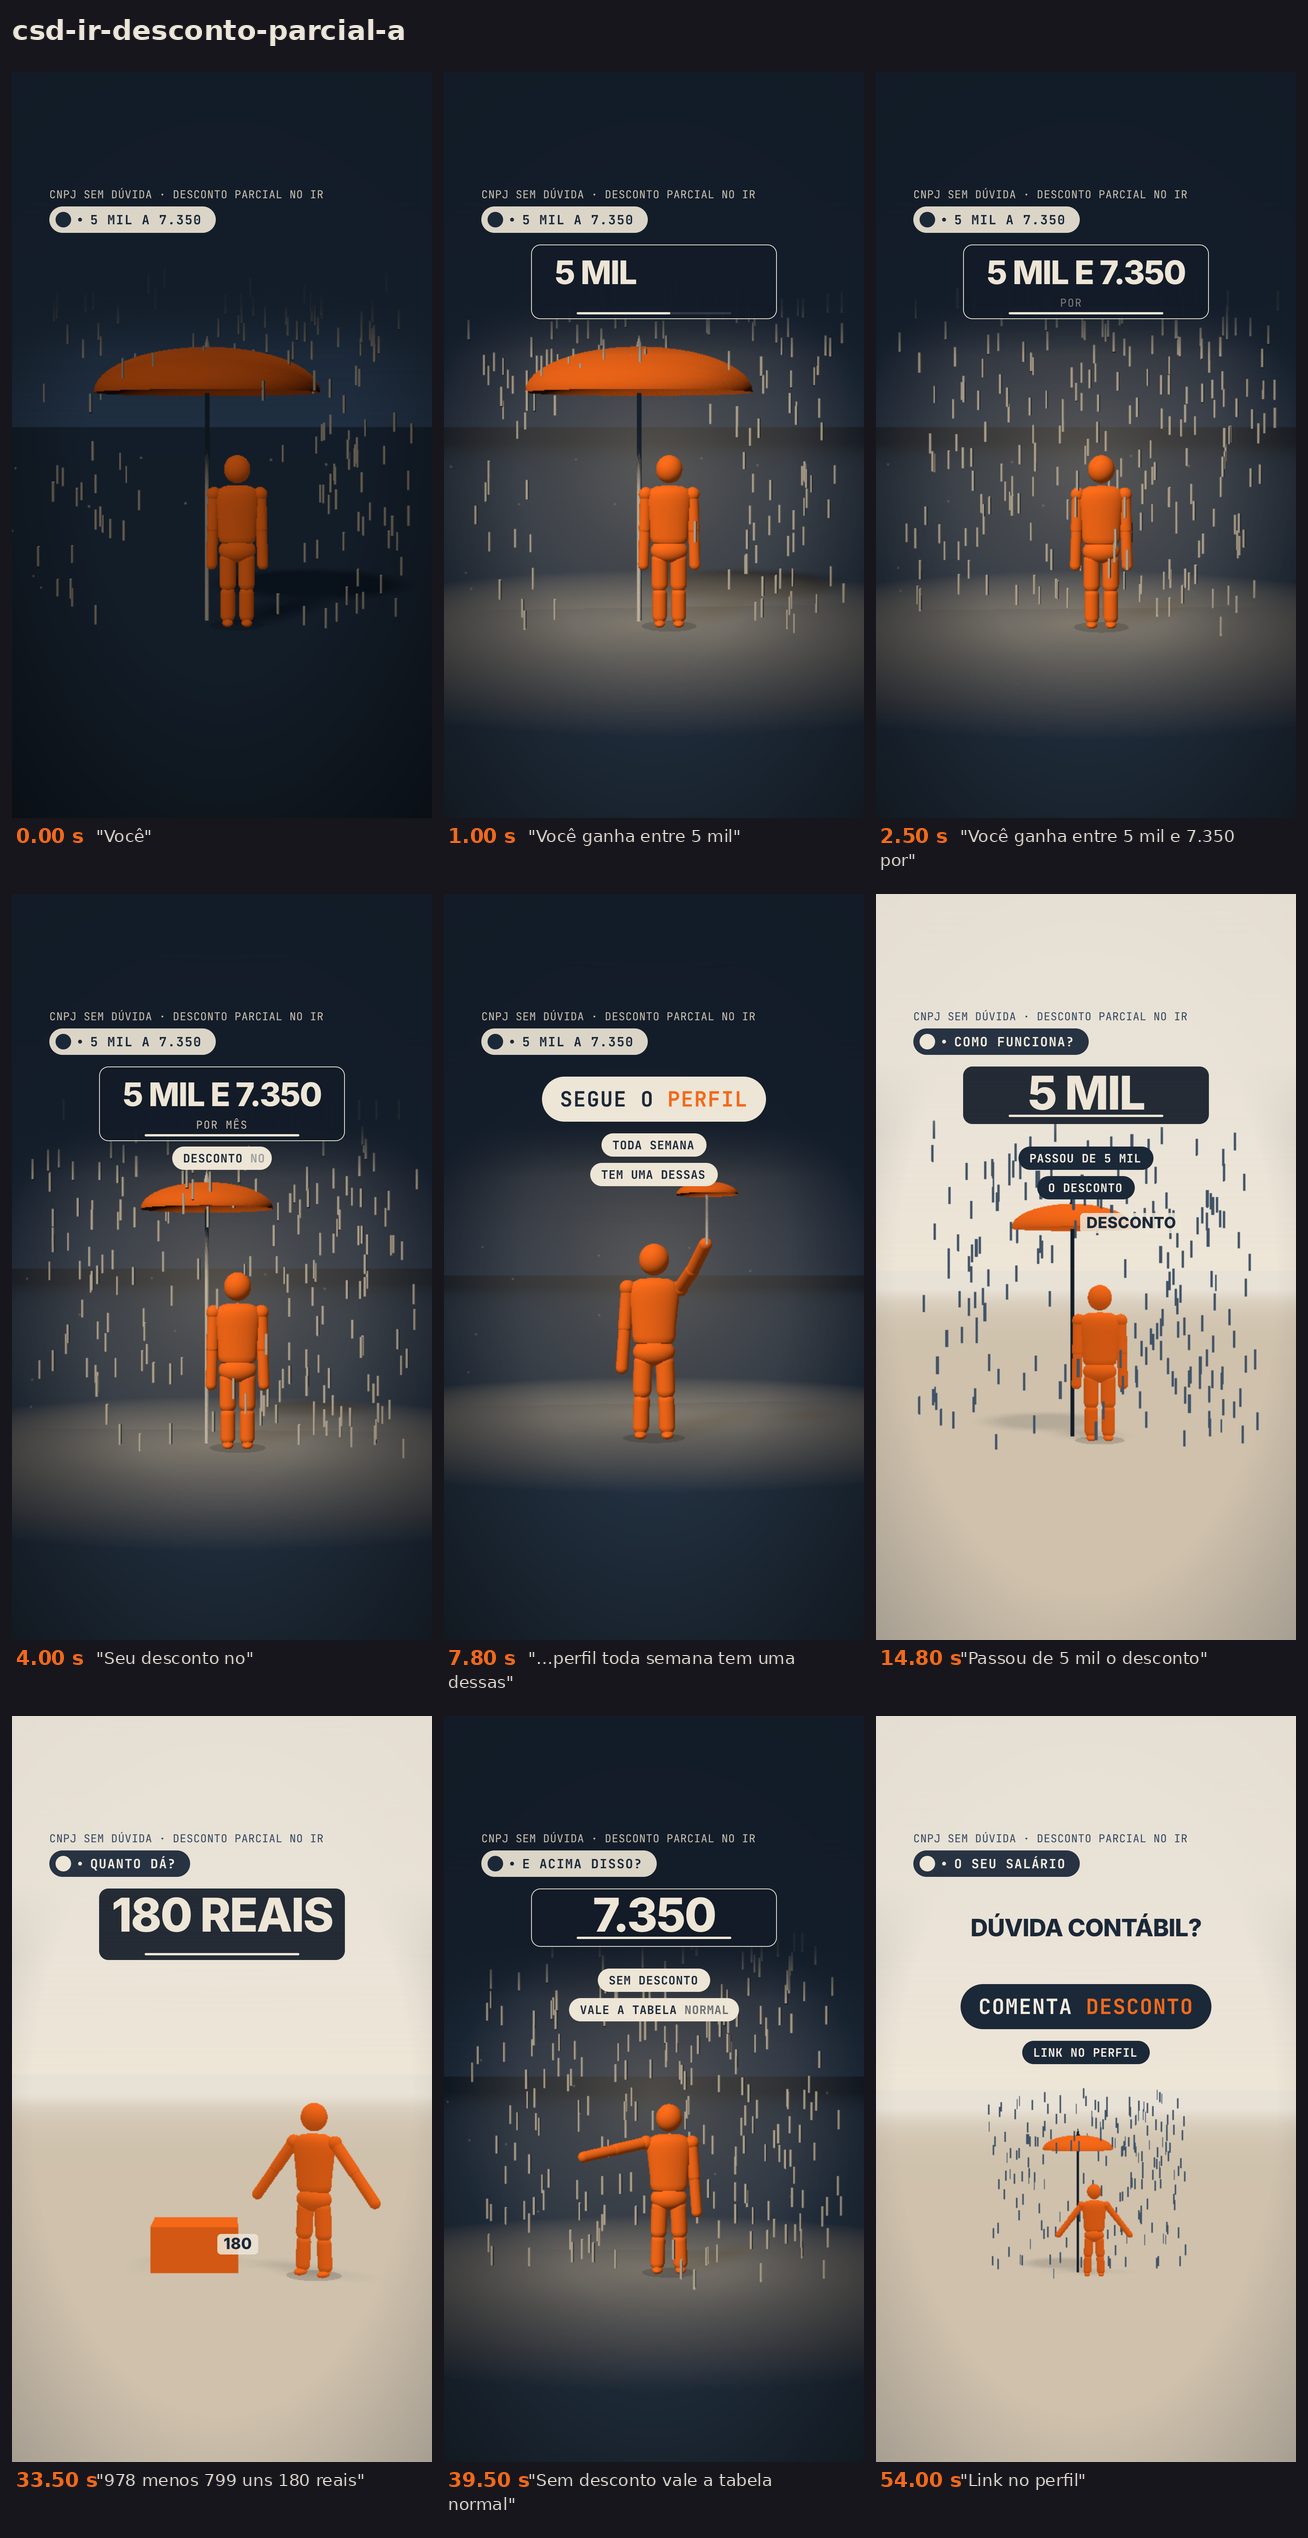 csd-ir-desconto-parcial-a
CNPJ SEM DÚVIDA · DESCONTO PARCIAL NO IR
• 5 MIL A 7.350
0.00 s "Você"
CNPJ SEM DÚVIDA · DESCONTO PARCIAL NO IR
• 5 MIL A 7.350
5 MIL
1.00 s "Você ganha entre 5 mil"
CNPJ SEM DÚVIDA · DESCONTO PARCIAL NO IR
• 5 MIL A 7.350
5 MIL E 7.350
POR
2.50 s "Você ganha entre 5 mil e 7.350
por"
CNPJ SEM DÚVIDA · DESCONTO PARCIAL NO IR
• 5 MIL A 7.350
5 MIL E 7.350
POR MÊS
DESCONTO NO
4.00 s "Seu desconto no"
CNPJ SEM DÚVIDA · DESCONTO PARCIAL NO IR
• 5 MIL A 7.350
SEGUE O PERFIL
TODA SEMANA
TEM UMA DESSAS
7.80 s "...perfil toda semana tem uma
dessas"
CNPJ SEM DÚVIDA · DESCONTO PARCIAL NO IR
• COMO FUNCIONA?
5 MIL
PASSOU DE 5 MIL
O DESCONTO
DESCONTO
14.80 s "Passou de 5 mil o desconto"
CNPJ SEM DÚVIDA · DESCONTO PARCIAL NO IR
• QUANTO DÁ?
180 REAIS
180
33.50 s "978 menos 799 uns 180 reais"
CNPJ SEM DÚVIDA · DESCONTO PARCIAL NO IR
• E ACIMA DISSO?
7.350
SEM DESCONTO
VALE A TABELA NORMAL
39.50 s "Sem desconto vale a tabela
normal"
CNPJ SEM DÚVIDA · DESCONTO PARCIAL NO IR
• O SEU SALÁRIO
DÚVIDA CONTÁBIL?
COMENTA DESCONTO
LINK NO PERFIL
54.00 s "Link no perfil"